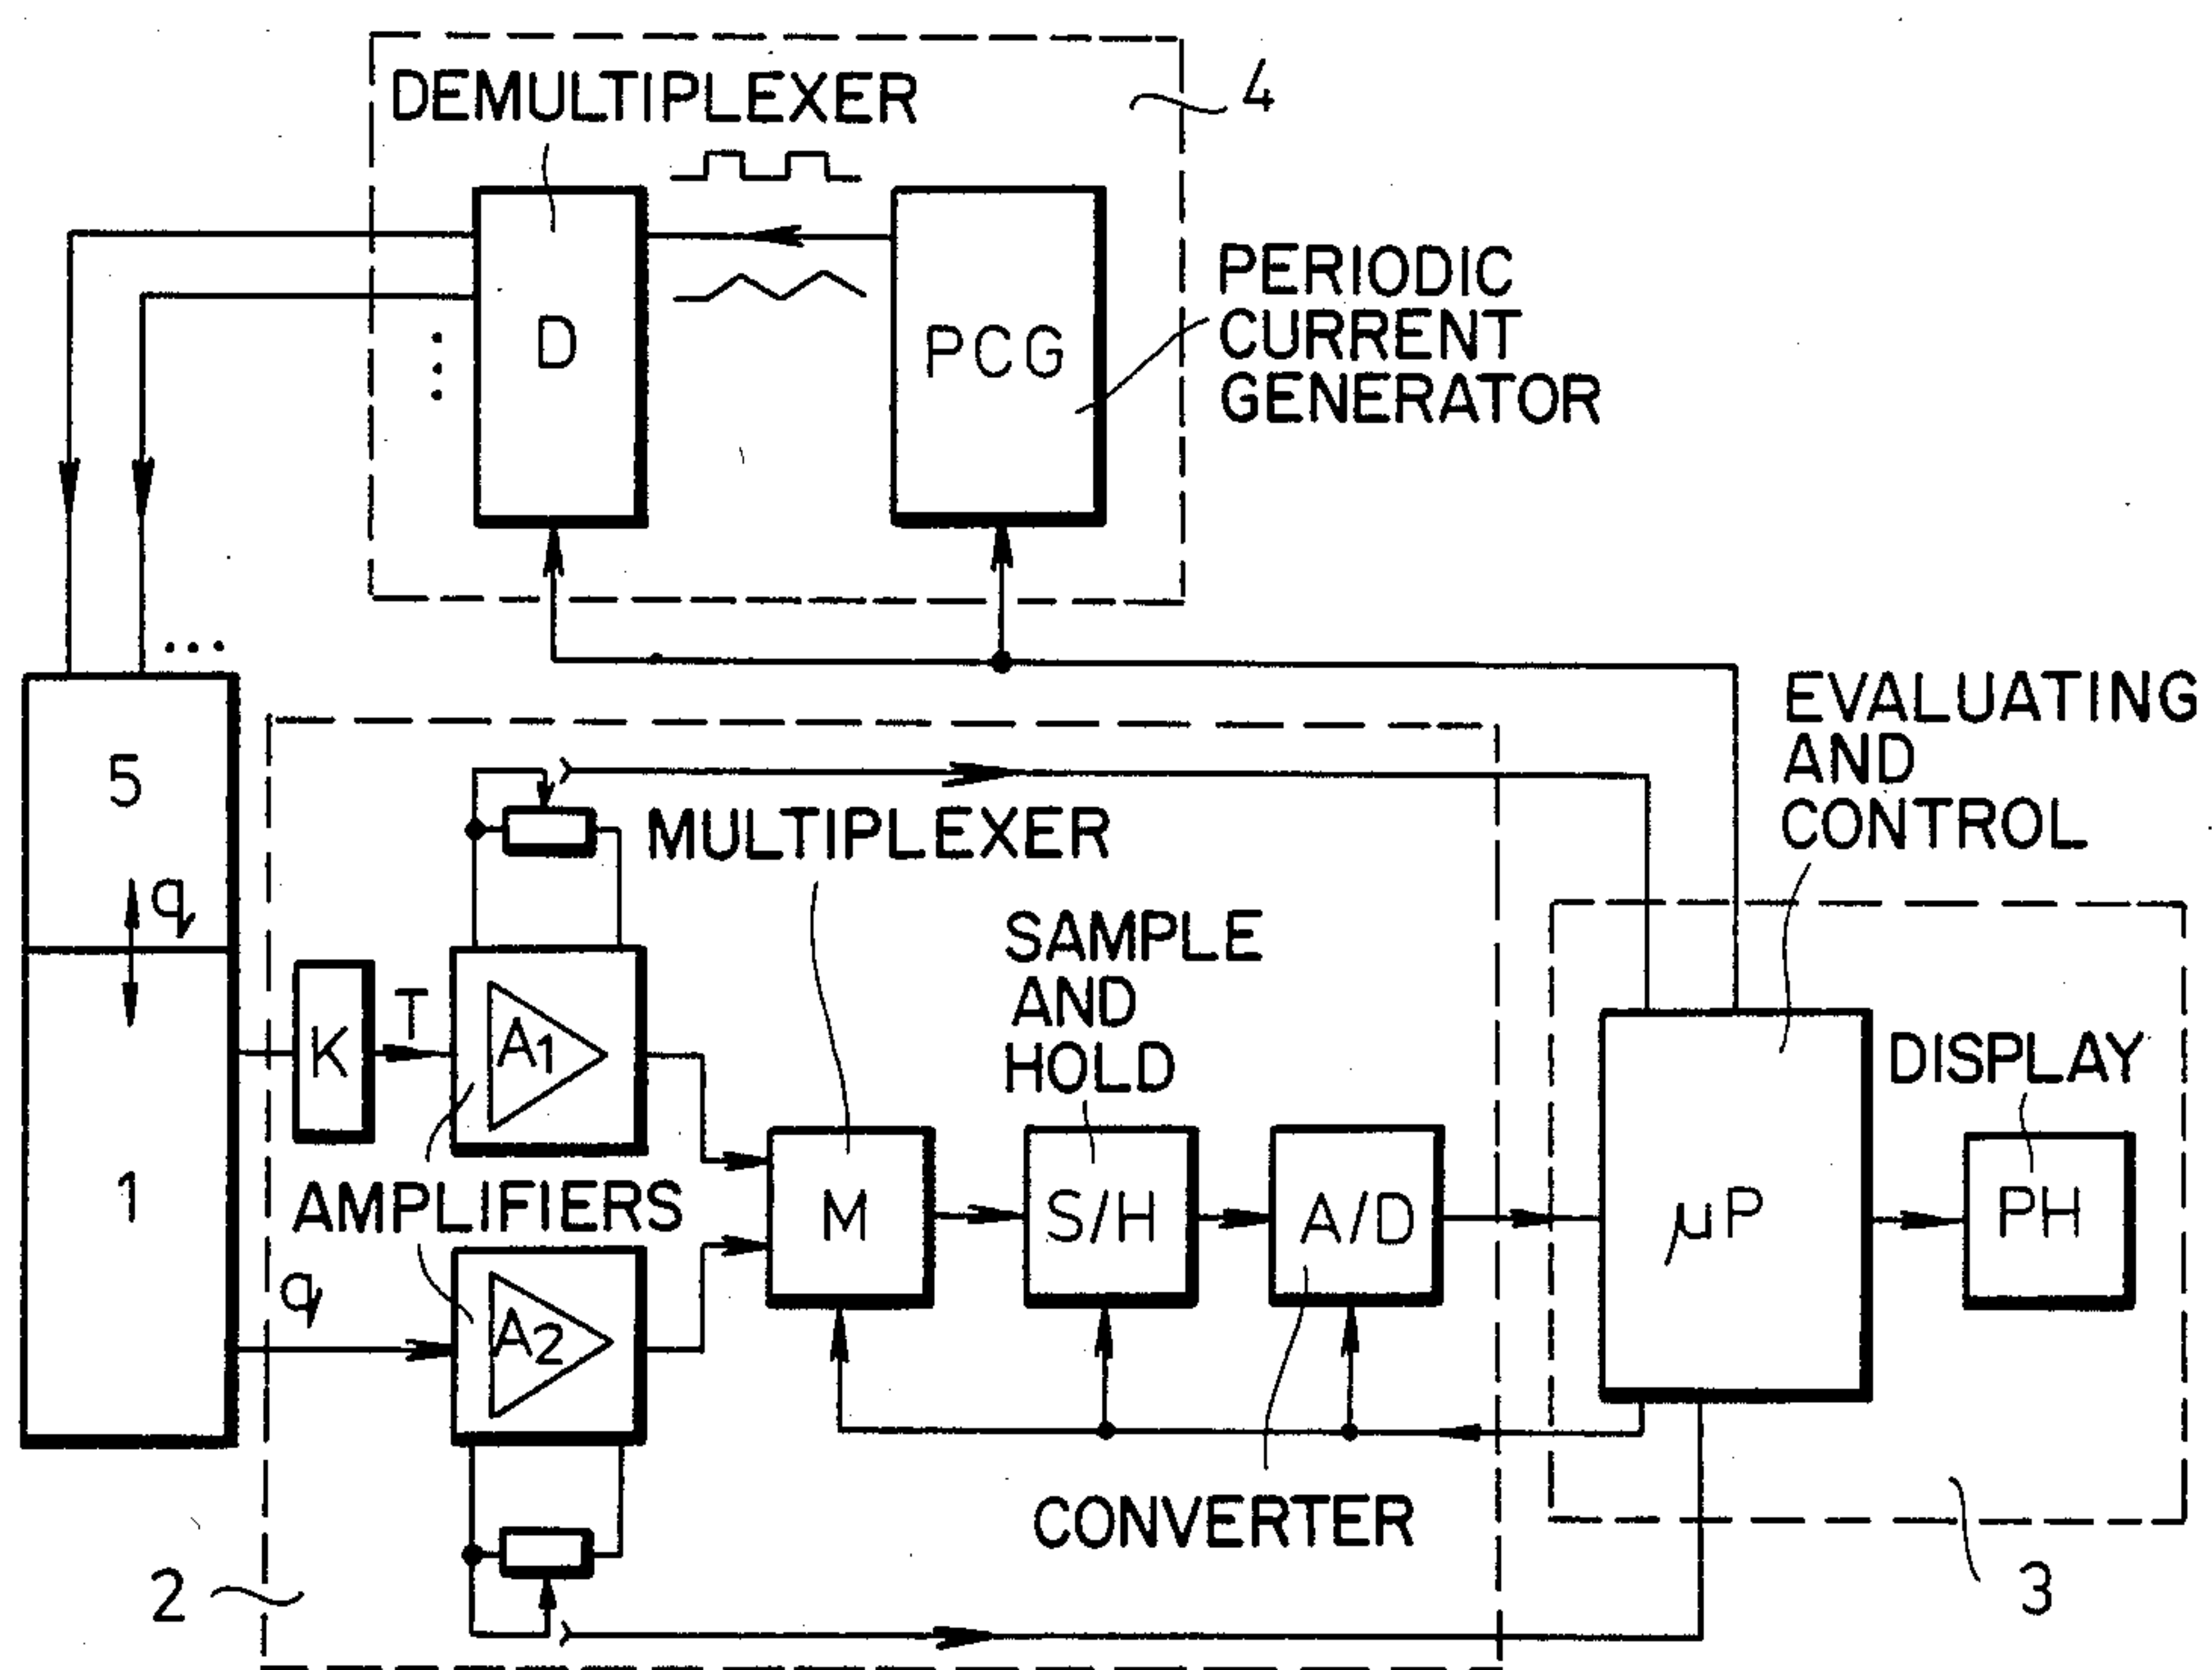 DEMULTIPLEXER
4
D
PCG
PERIODIC
CURRENT
GENERATOR
5
q
1
K
T
A1
AMPLIFIERS
q
A2
MULTIPLEXER
M
SAMPLE
AND
HOLD
S/H
A/D
CONVERTER
EVALUATING
AND
CONTROL
µP
DISPLAY
PH
2
3